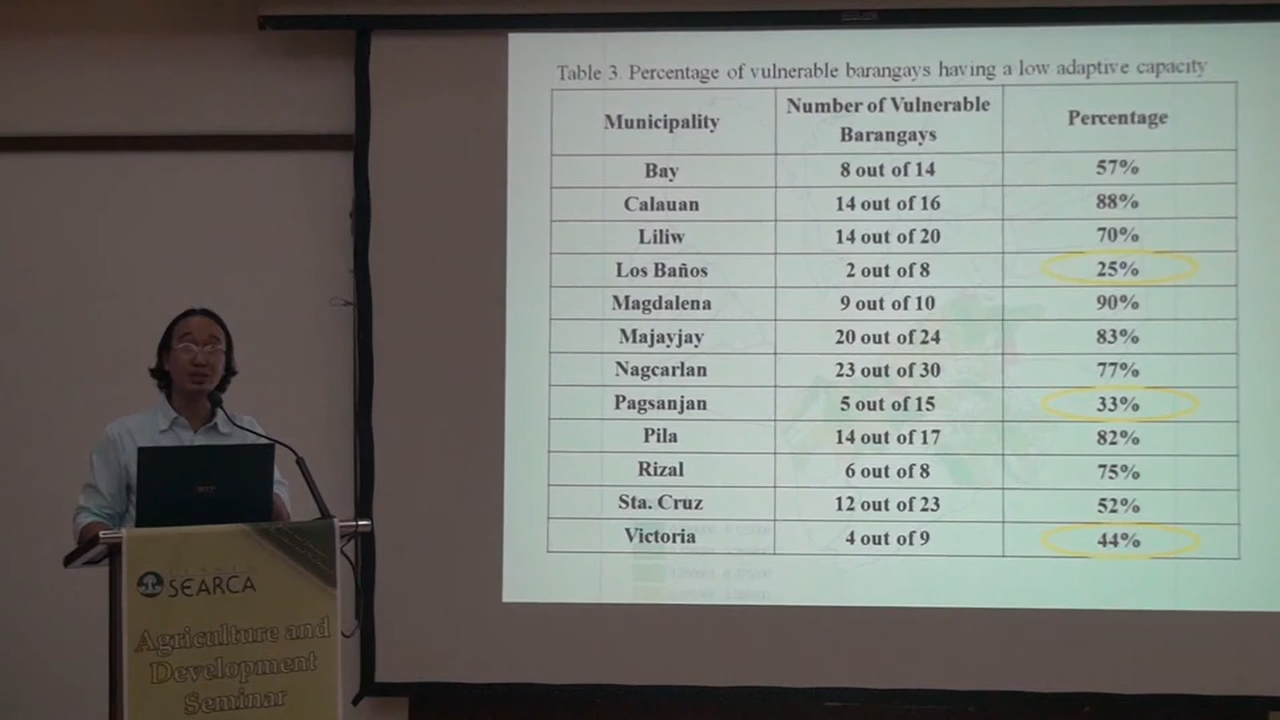 Table 3. Percentage of vulnerable barangays having a low adaptive capacity
Municipality Number of Vulnerable Barangays Percentage
Bay 8 out of 14 57%
Calauan 14 out of 16 88%
Liliw 14 out of 20 70%
Los Baños 2 out of 8 25%
Magdalena 9 out of 10 90%
Majayjay 20 out of 24 83%
Nagcarlan 23 out of 30 77%
Pagsanjan 5 out of 15 33%
Pila 14 out of 17 82%
Rizal 6 out of 8 75%
Sta. Cruz 12 out of 23 52%
Victoria 4 out of 9 44%
acer
SEARCA
Agriculture and
Development
Seminar